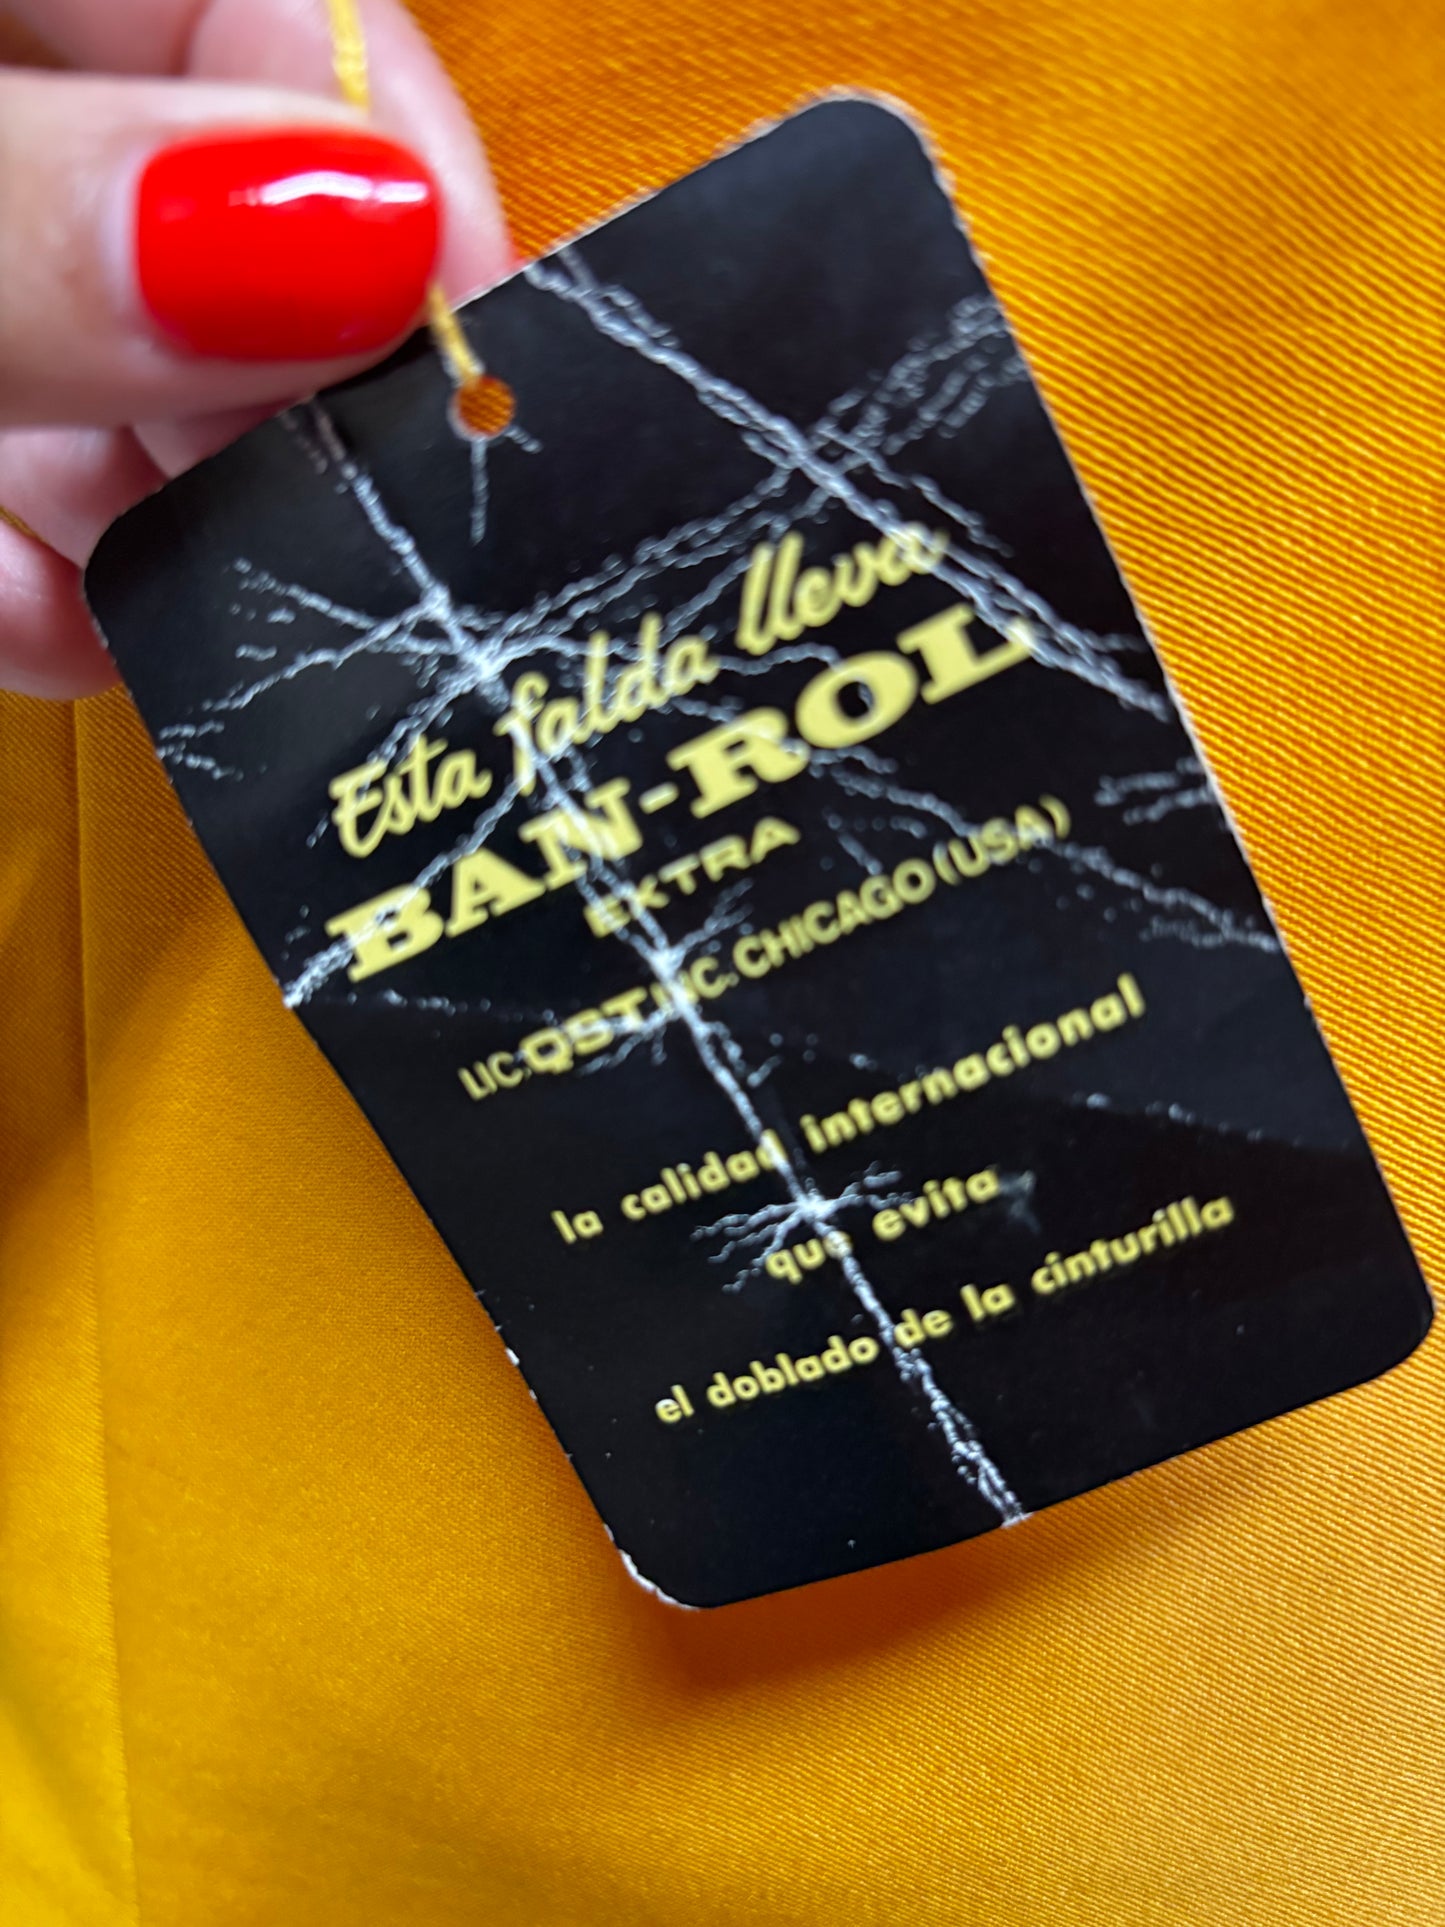 Esta falda lleva
BAN-ROL
EXTRA
LIC. QST. INC. CHICAGO (USA)
la calidad internacional
que evita
el doblado de la cinturilla